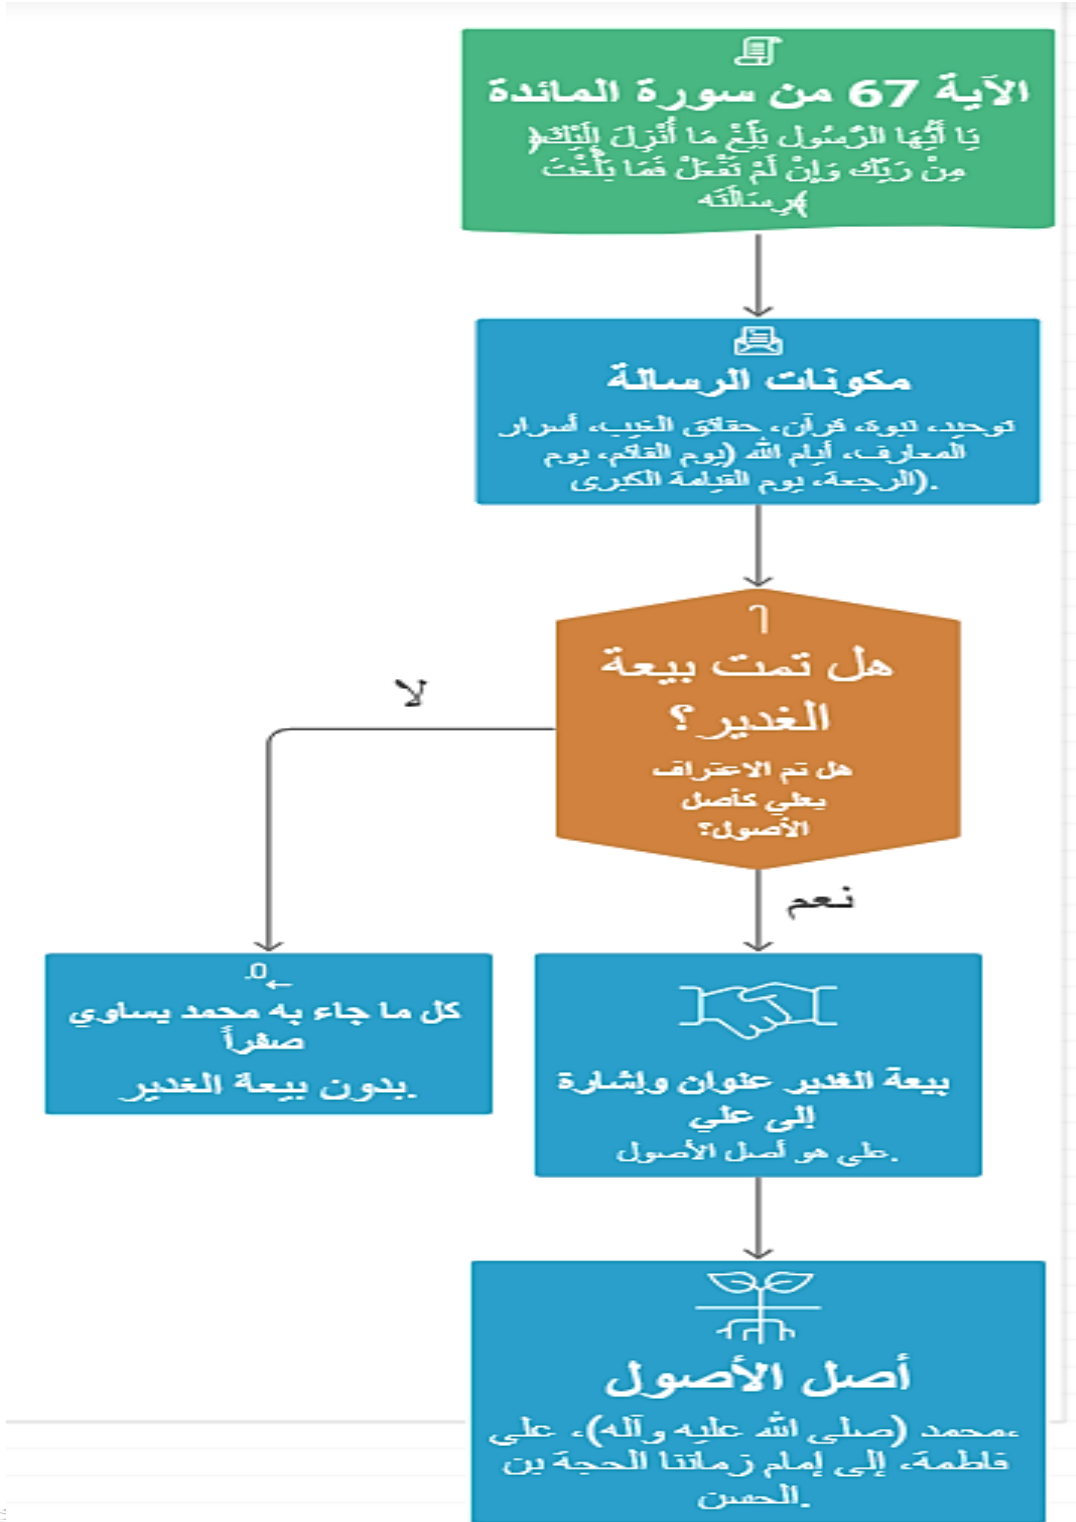 الآية 67 من سورة المائدة
يَا أَيُّهَا الرَّسُول بَلِّغْ مَا أُنْزِلَ إِلَيْكَ﴿
مِنْ رَبِّك وَإِنْ لَمْ تَفْعَلْ فَمَا بَلَّغْتَ
﴾رِسَالَتَه
مكونات الرسالة
توحيد، نبوة، قرآن، حقائق الغيب، أسرار
المعارف، أيام الله (يوم القائم، يوم
الرجعة، يوم القيامة الكبرى).
هل تمت بيعة
الغدير؟
هل تم الاعتراف
بعلي كأصل
الأصول؟
لا
نعم
كل ما جاء به محمد يساوي
صفراً
بدون بيعة الغدير.
بيعة الغدير عنوان وإشارة
إلى علي
علي هو أصل الأصول.
أصل الأصول
محمد (صلى الله عليه وآله)، علي،
فاطمة، إلى إمام زماننا الحجة بن
الحسن.